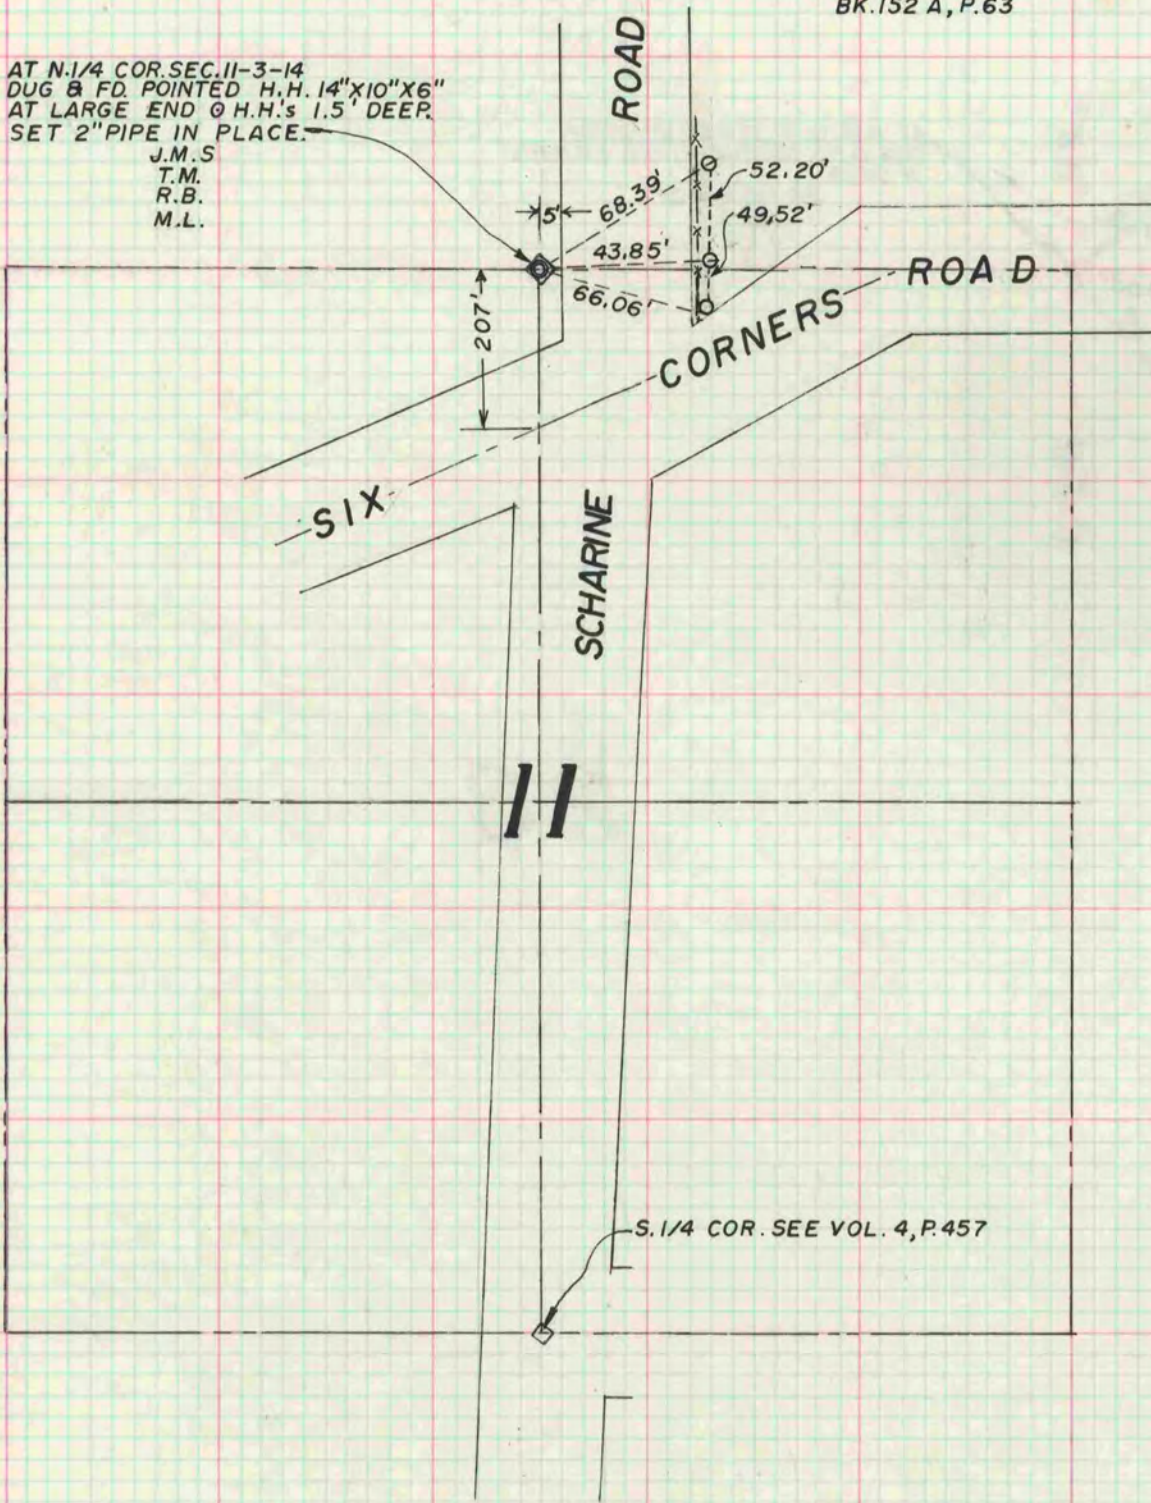 BK.152 A, P.63
AT N.1/4 COR.SEC.11-3-14
DUG & FD. POINTED H.H. 14"X10"X6"
AT LARGE END @ H.H.'s 1.5' DEEP.
SET 2" PIPE IN PLACE.
J.M.S
T.M.
R.B.
M.L.
ROAD
52.20'
68.39'
5'
49,52'
43.85'
66.06'
207'
SIX CORNERS ROAD
SCHARINE
11
S.1/4 COR. SEE VOL. 4, P.457